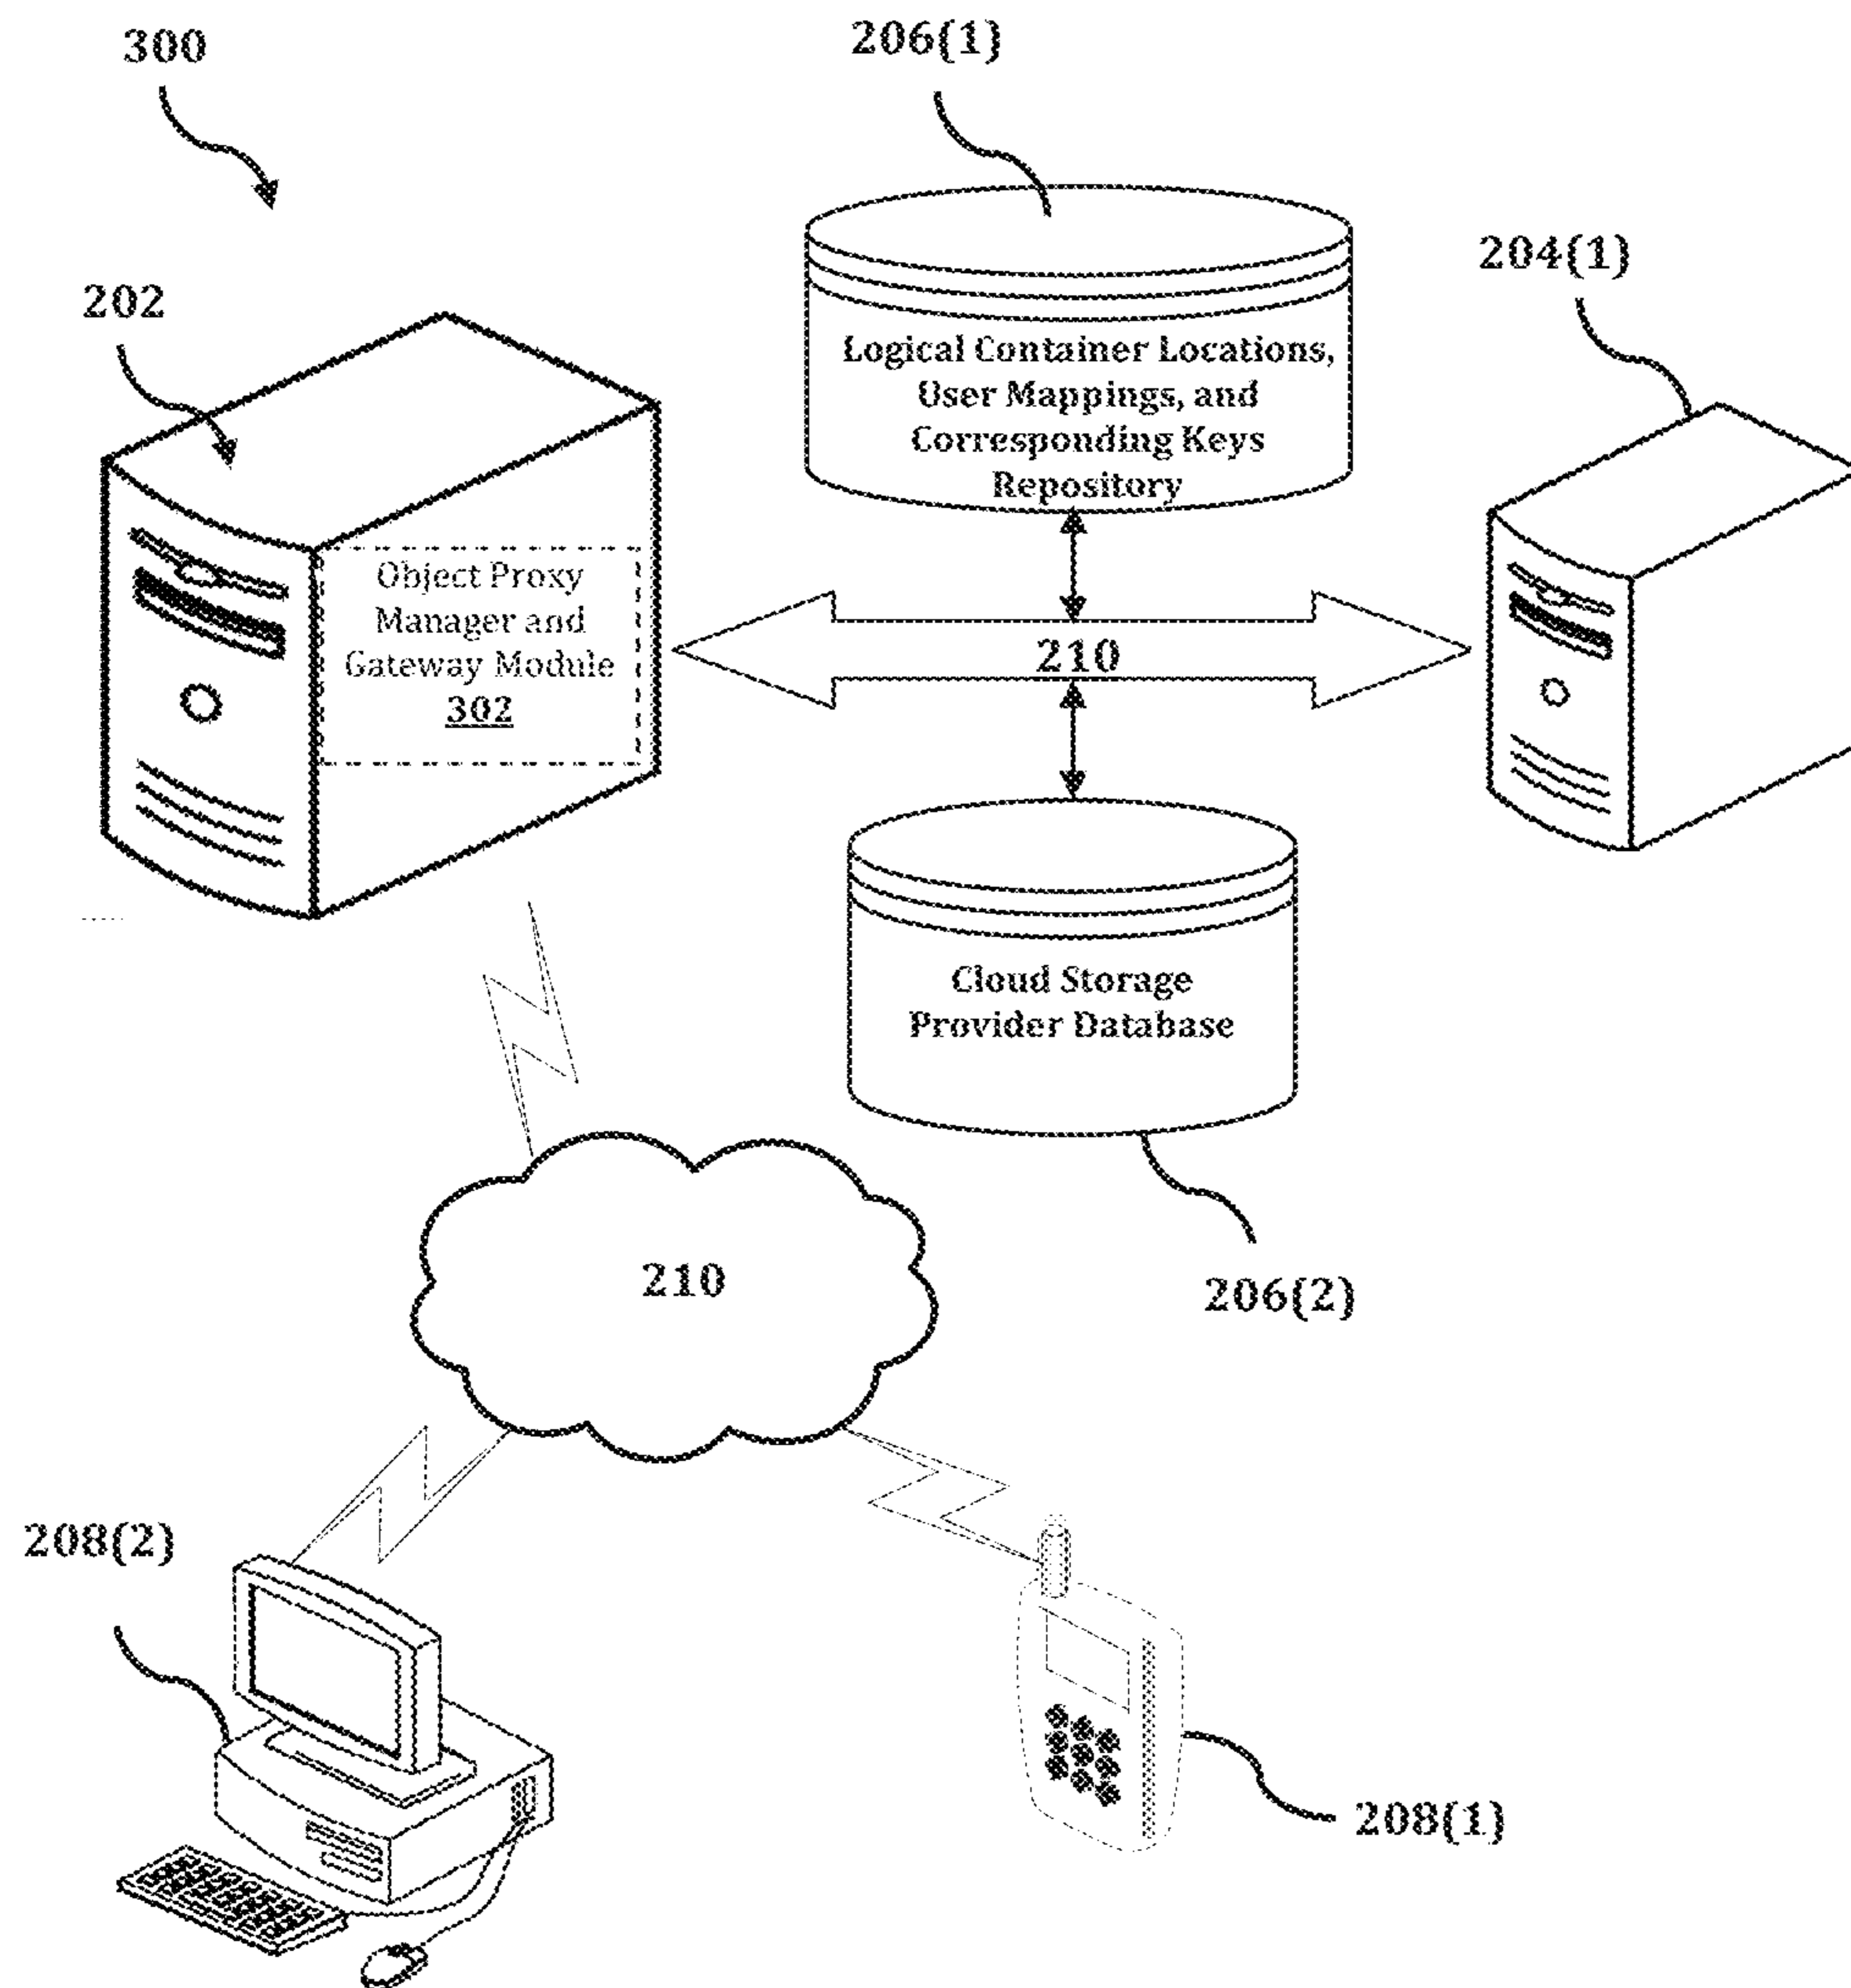 300
206(1)
204(1)
202
Logical Container Locations,
User Mappings, and
Corresponding Keys
Repository
Object Proxy
Manager and
Gateway Module
302
210
Cloud Storage
Provider Database
206(2)
210
208(2)
208(1)